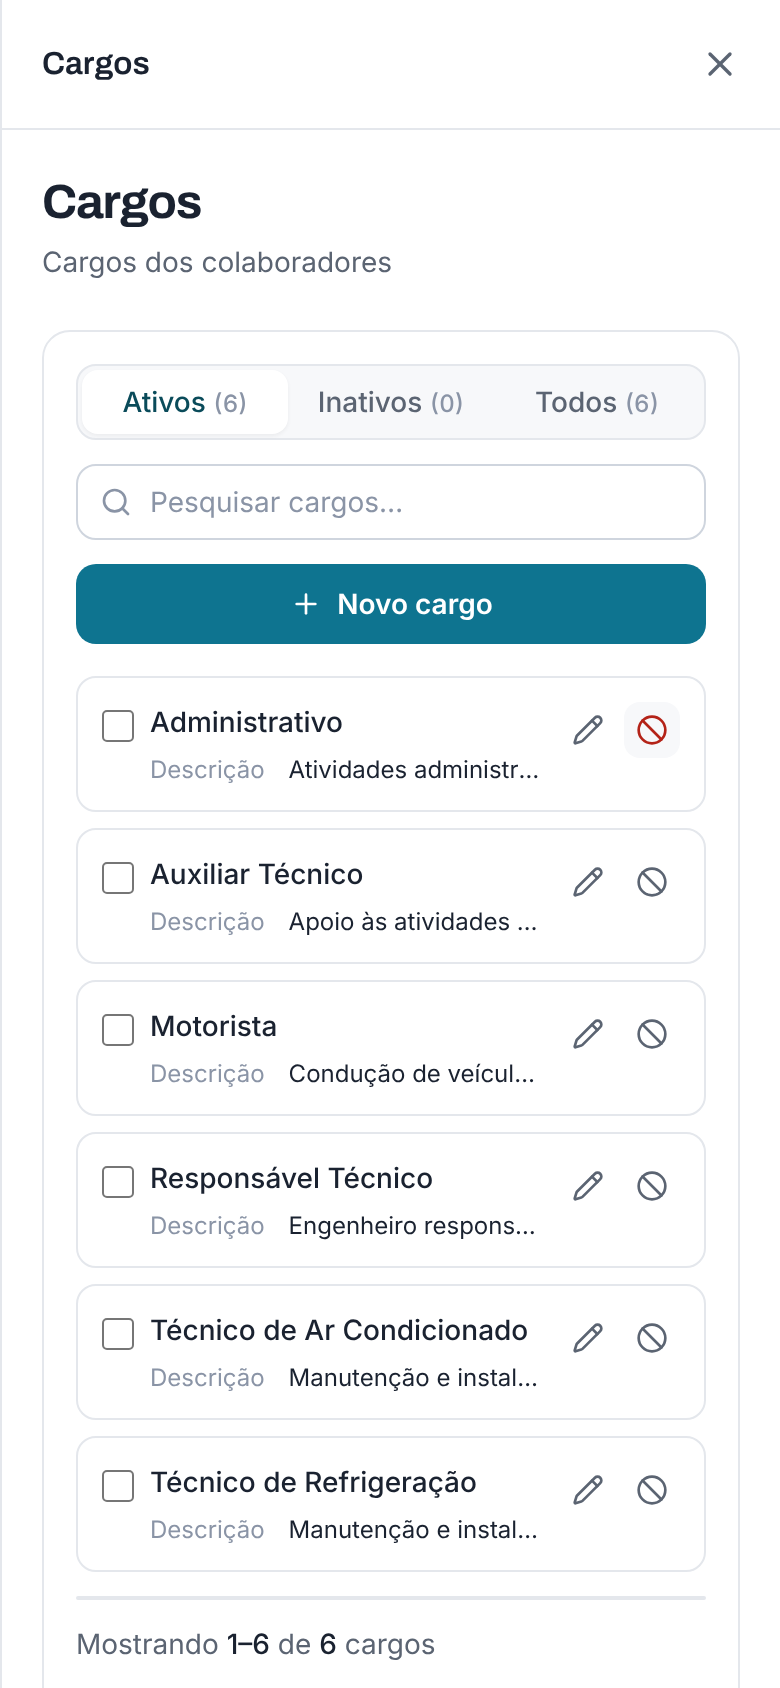 Cargos
Cargos
Cargos dos colaboradores
Ativos (6) Inativos (0) Todos (6)
Pesquisar cargos...
Novo cargo
Administrativo
Descrição Atividades administr...
Auxiliar Técnico
Descrição Apoio às atividades ...
Motorista
Descrição Condução de veícul...
Responsável Técnico
Descrição Engenheiro respons...
Técnico de Ar Condicionado
Descrição Manutenção e instal...
Técnico de Refrigeração
Descrição Manutenção e instal...
Mostrando 1–6 de 6 cargos